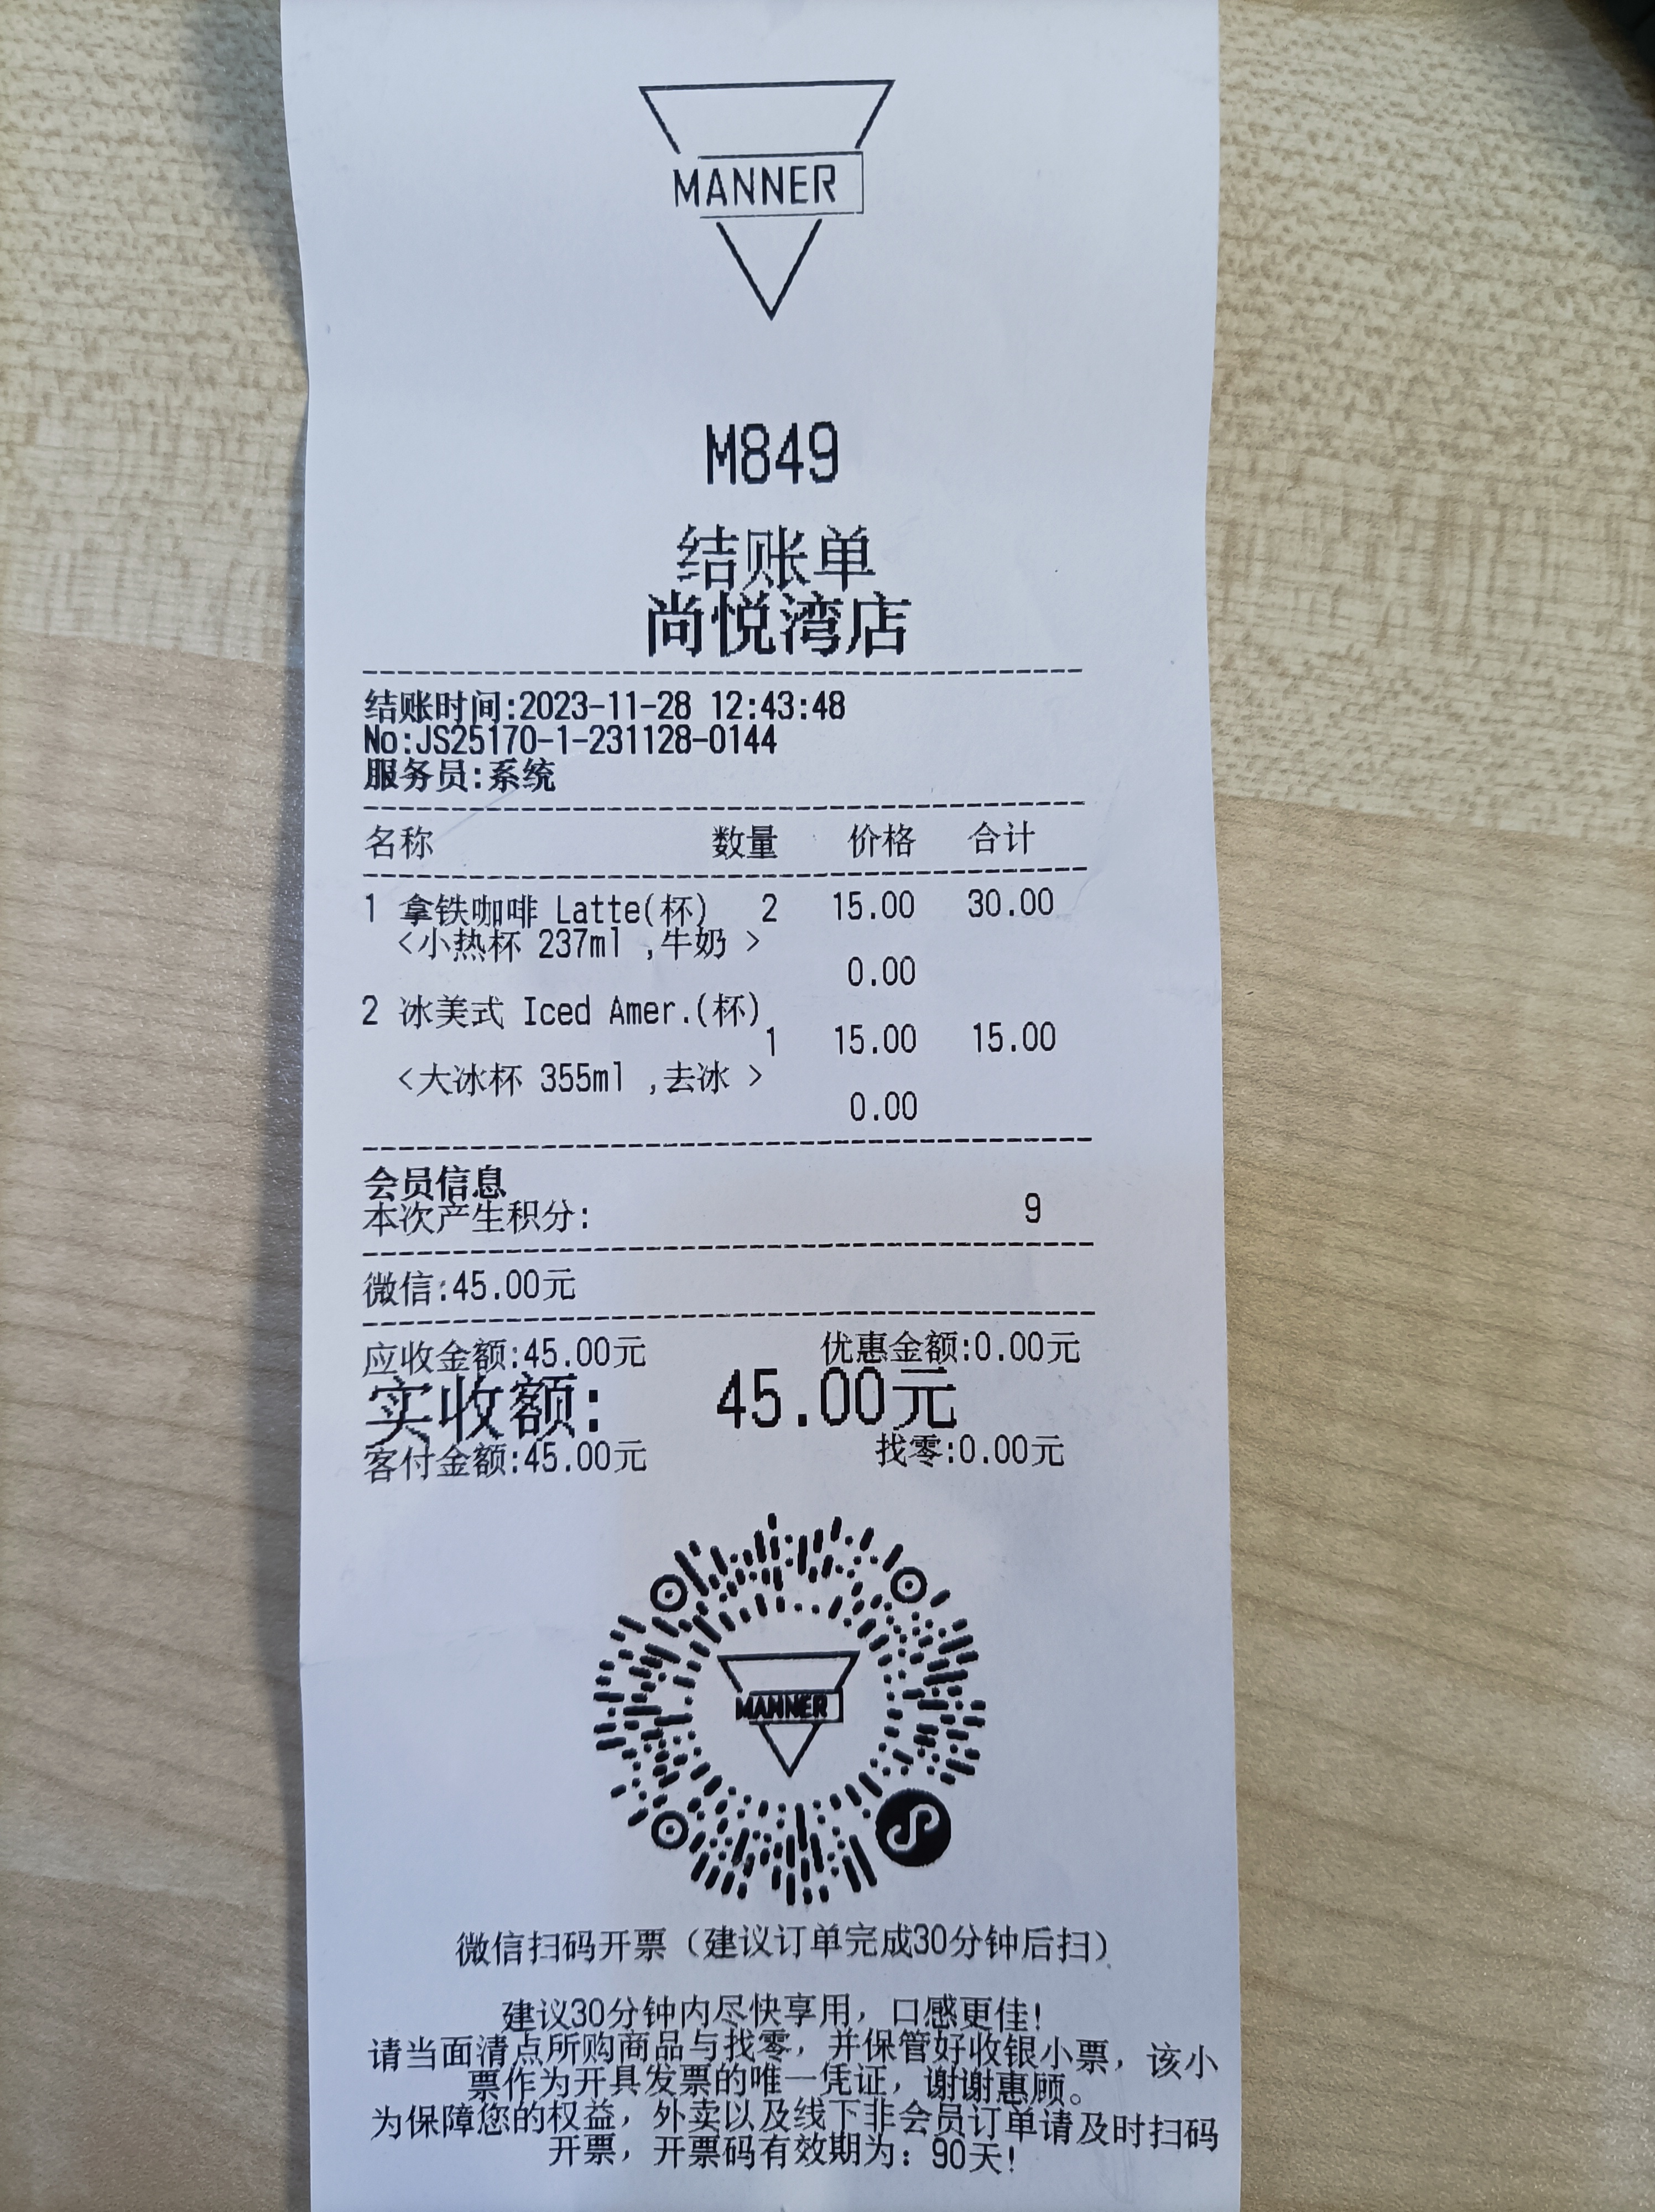 MANNER
M849
结账单
尚悦湾店
结账时间:2023-11-28 12:43:48
No:JS25170-1-231128-0144
服务员:系统
名称 数量 价格 合计
1 拿铁咖啡 Latte(杯) 2 15.00 30.00
<小热杯 237ml ,牛奶 >
0.00
2 冰美式 Iced Amer.(杯)
1 15.00 15.00
<大冰杯 355ml ,去冰 >
0.00
会员信息
本次产生积分: 9
微信:45.00元
应收金额:45.00元 优惠金额:0.00元
实收额: 45.00元
客付金额:45.00元 找零:0.00元
MANNER
微信扫码开票（建议订单完成30分钟后扫）
建议30分钟内尽快享用，口感更佳!
请当面清点所购商品与找零，并保管好收银小票，该小
票作为开具发票的唯一凭证，谢谢惠顾。
为保障您的权益，外卖以及线下非会员订单请及时扫码
开票，开票码有效期为：90天!